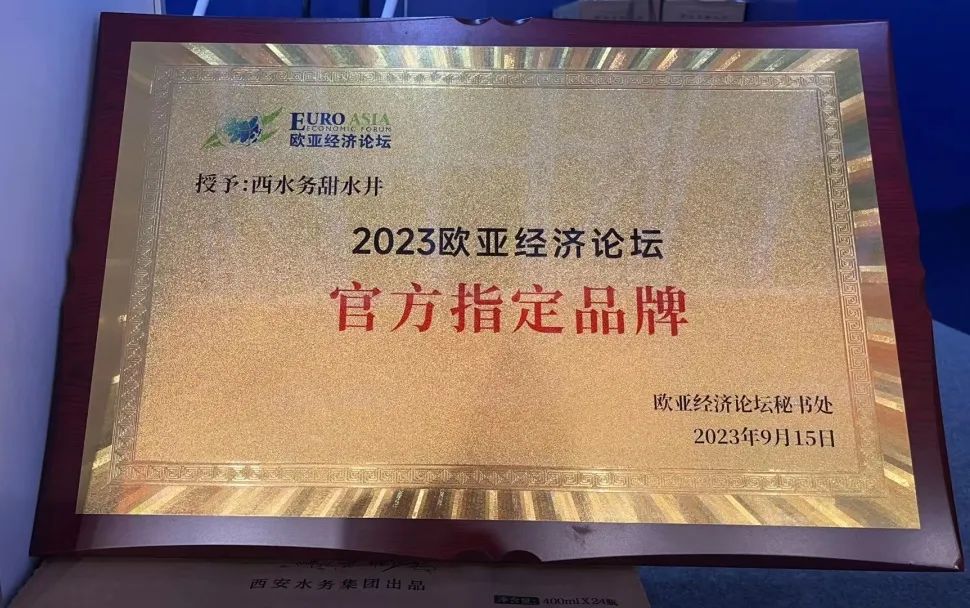 EURO ASIA
ECONOMIC FORUM
欧亚经济论坛
授予:西水务甜水井
2023欧亚经济论坛
官方指定品牌
欧亚经济论坛秘书处
2023年9月15日
西安水务集团出品
净含量: 400ml X 24瓶